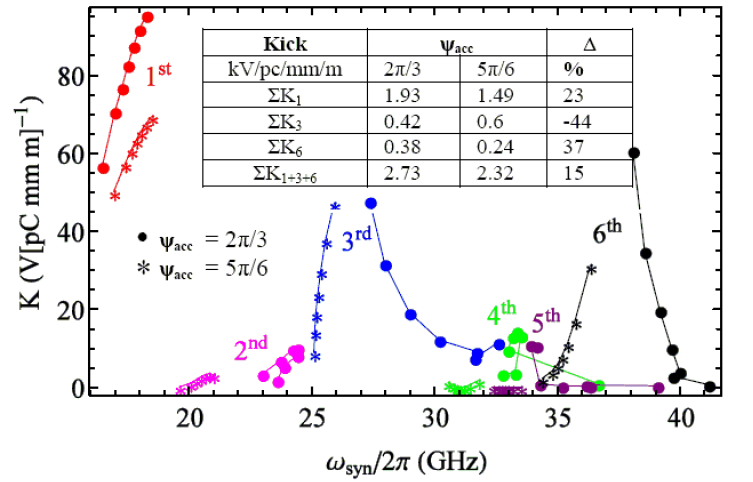 80
60
40
20
0
K (V[pC mm m]⁻¹)
Kick ψacc Δ
kV/pc/mm/m 2π/3 5π/6 %
ΣK₁ 1.93 1.49 23
ΣK₃ 0.42 0.6 -44
ΣK₆ 0.38 0.24 37
ΣK₁₊₃₊₆ 2.73 2.32 15
1st
2nd
3rd
4th
5th
6th
● ψacc = 2π/3
* ψacc = 5π/6
20 25 30 35 40
ωsyn/2π (GHz)